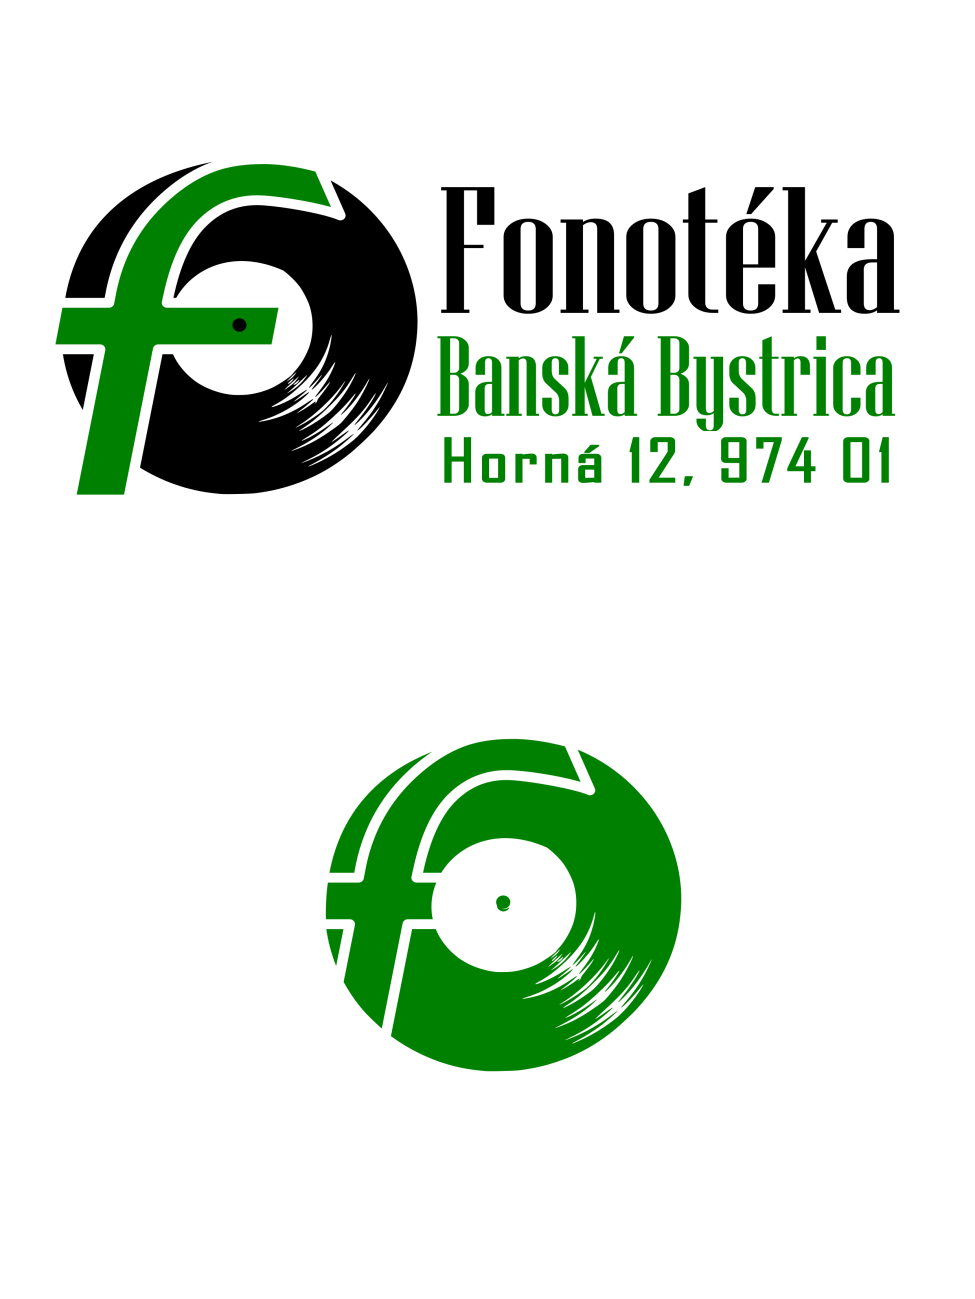 Fonotéka
Banská Bystrica
Horná 12, 974 01